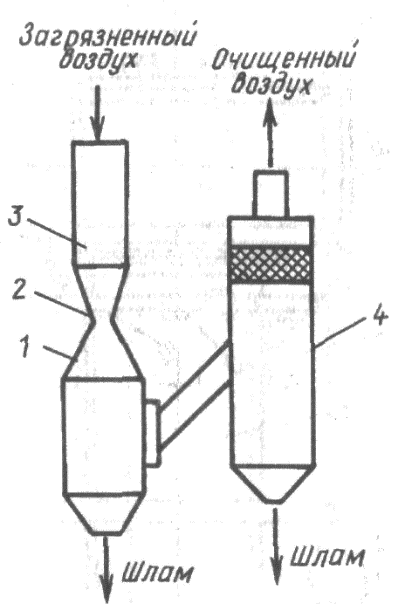 Загрязненный
воздух
Очищенный
воздух
3
2
1
4
Шлам
Шлам